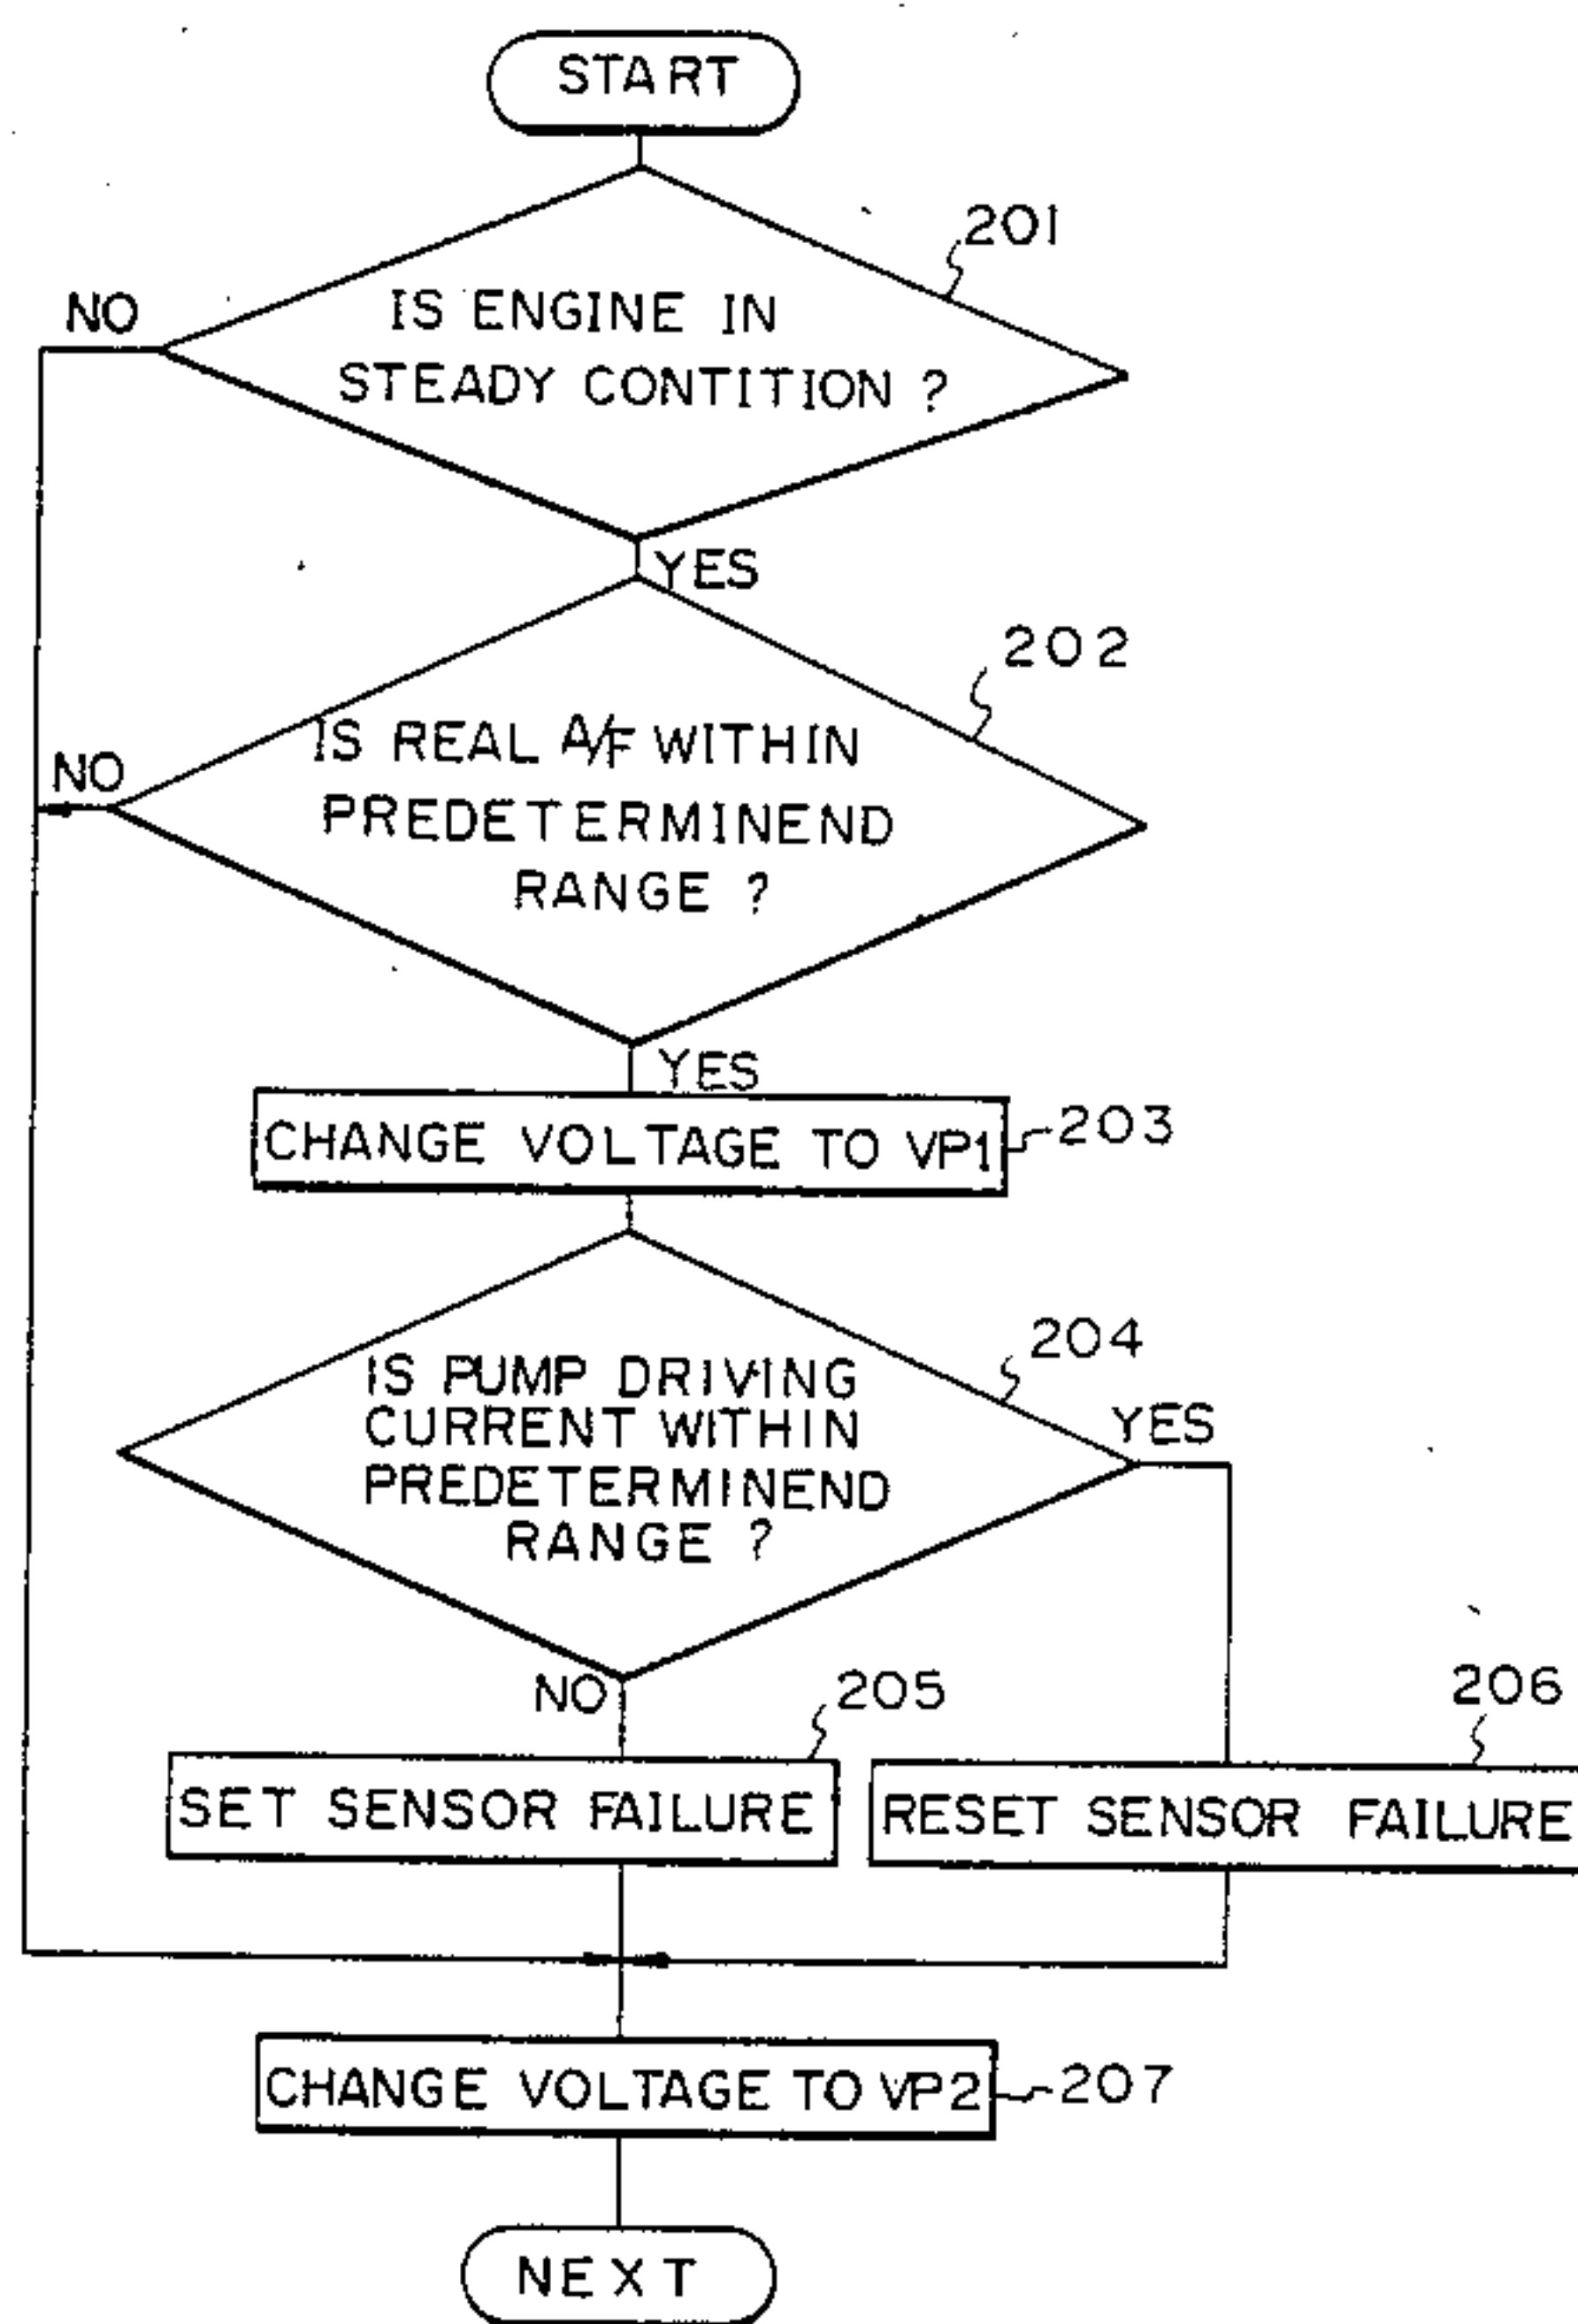 START
201
NO
IS ENGINE IN
STEADY CONTITION ?
YES
202
NO
IS REAL A/F WITHIN
PREDETERMINEND
RANGE ?
YES
CHANGE VOLTAGE TO VP1
203
204
IS PUMP DRIVING
CURRENT WITHIN
PREDETERMINEND
RANGE ?
YES
NO
205
206
SET SENSOR FAILURE
RESET SENSOR FAILURE
CHANGE VOLTAGE TO VP2
207
NEXT